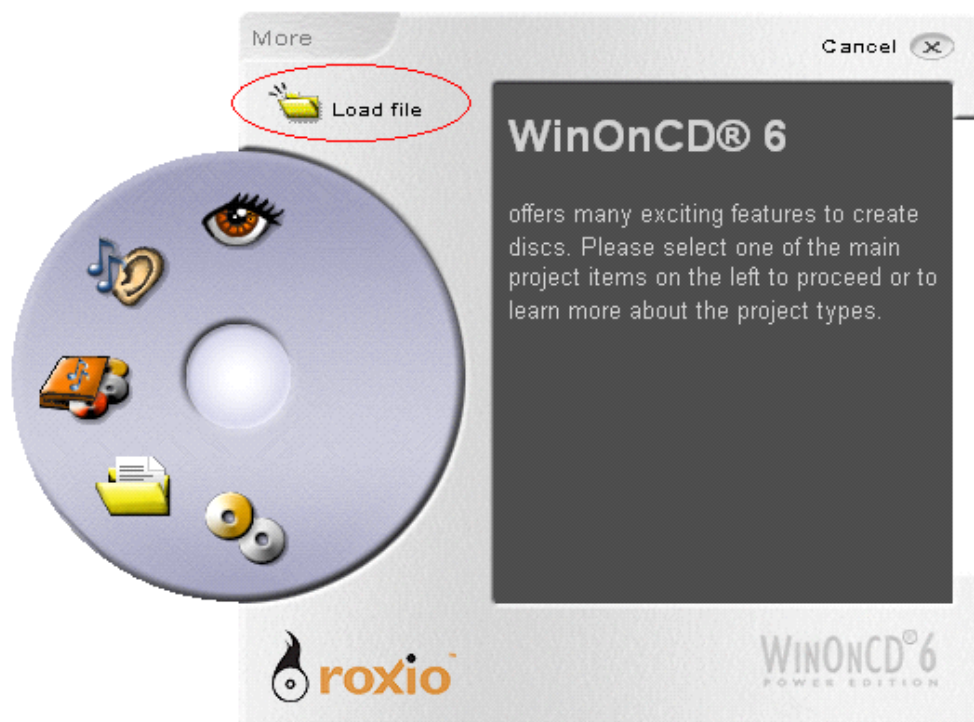 More
Cancel
Load file
WinOnCD® 6
offers many exciting features to create
discs. Please select one of the main
project items on the left to proceed or to
learn more about the project types.
roxio
WINONCD®6
POWER EDITION